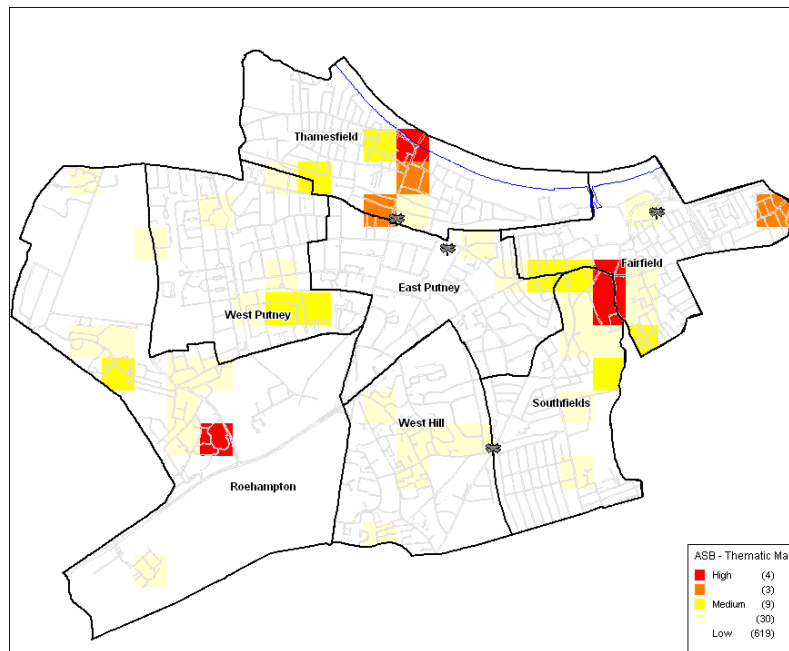 Thamesfield
Fairfield
East Putney
West Putney
Southfields
West Hill
Roehampton
ASB - Thematic Ma
High (4)
(3)
Medium (9)
(30)
Low (619)